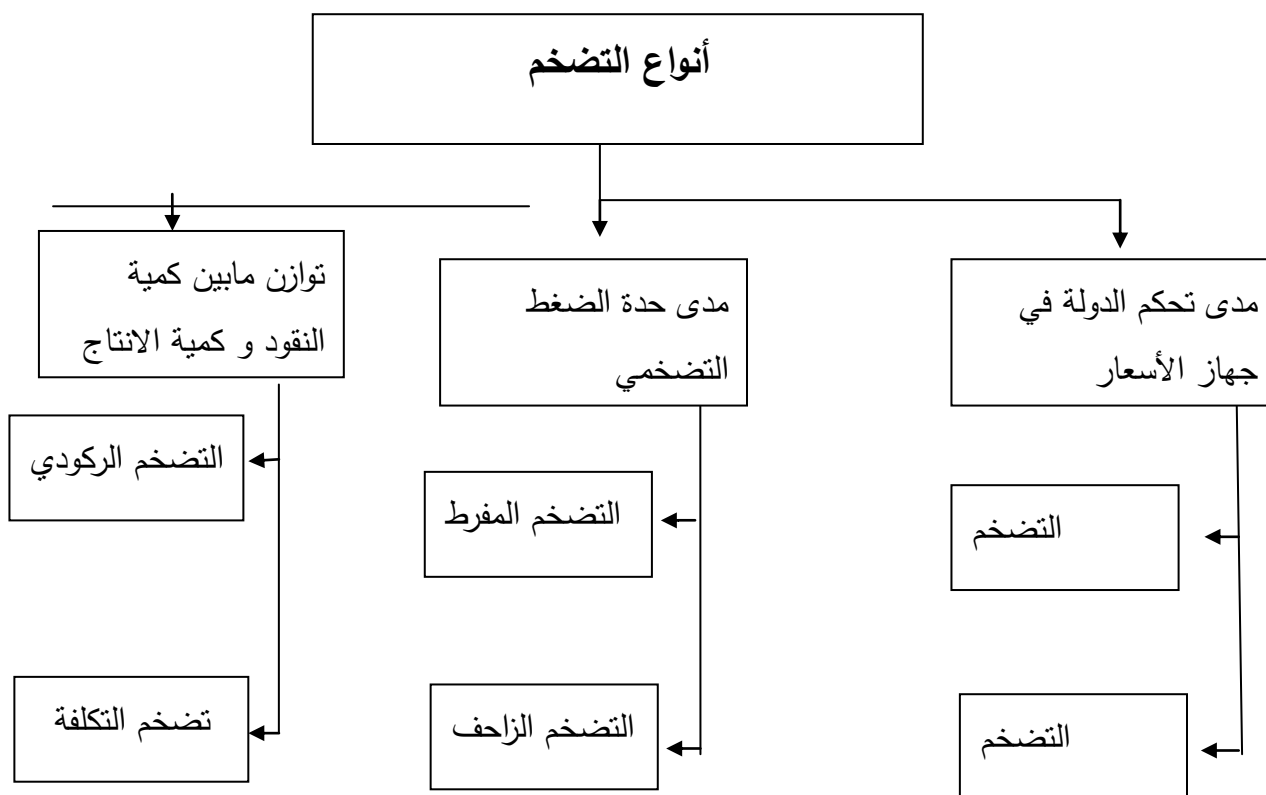 أنواع التضخم
مدى تحكم الدولة في
جهاز الأسعار
مدى حدة الضغط
التضخمي
توازن مابين كمية
النقود و كمية الانتاج
التضخم
التضخم المفرط
التضخم الركودي
التضخم
التضخم الزاحف
تضخم التكلفة